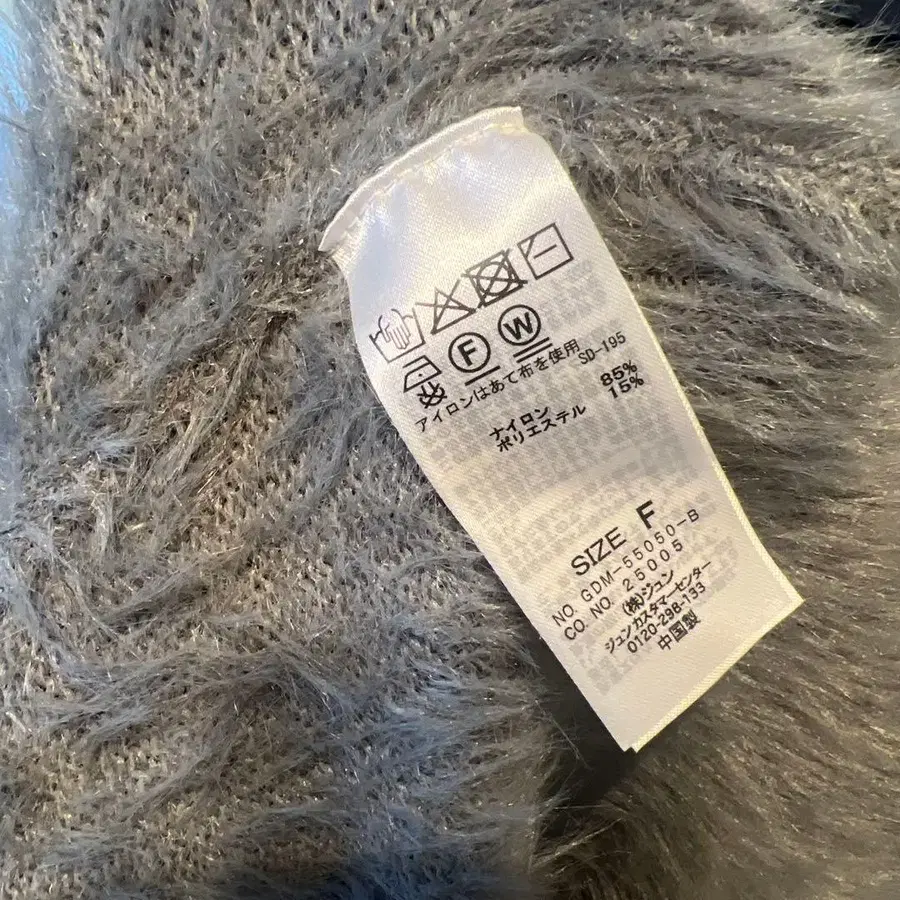 F W
アイロンはあて布を使用 SD-195
ナイロン 85%
ポリエステル 15%
SIZE F
NO. GDM-55050-B
CO. NO. 25005
(株)ジュン
ジュンカスタマーセンター
0120-298-133
中国製